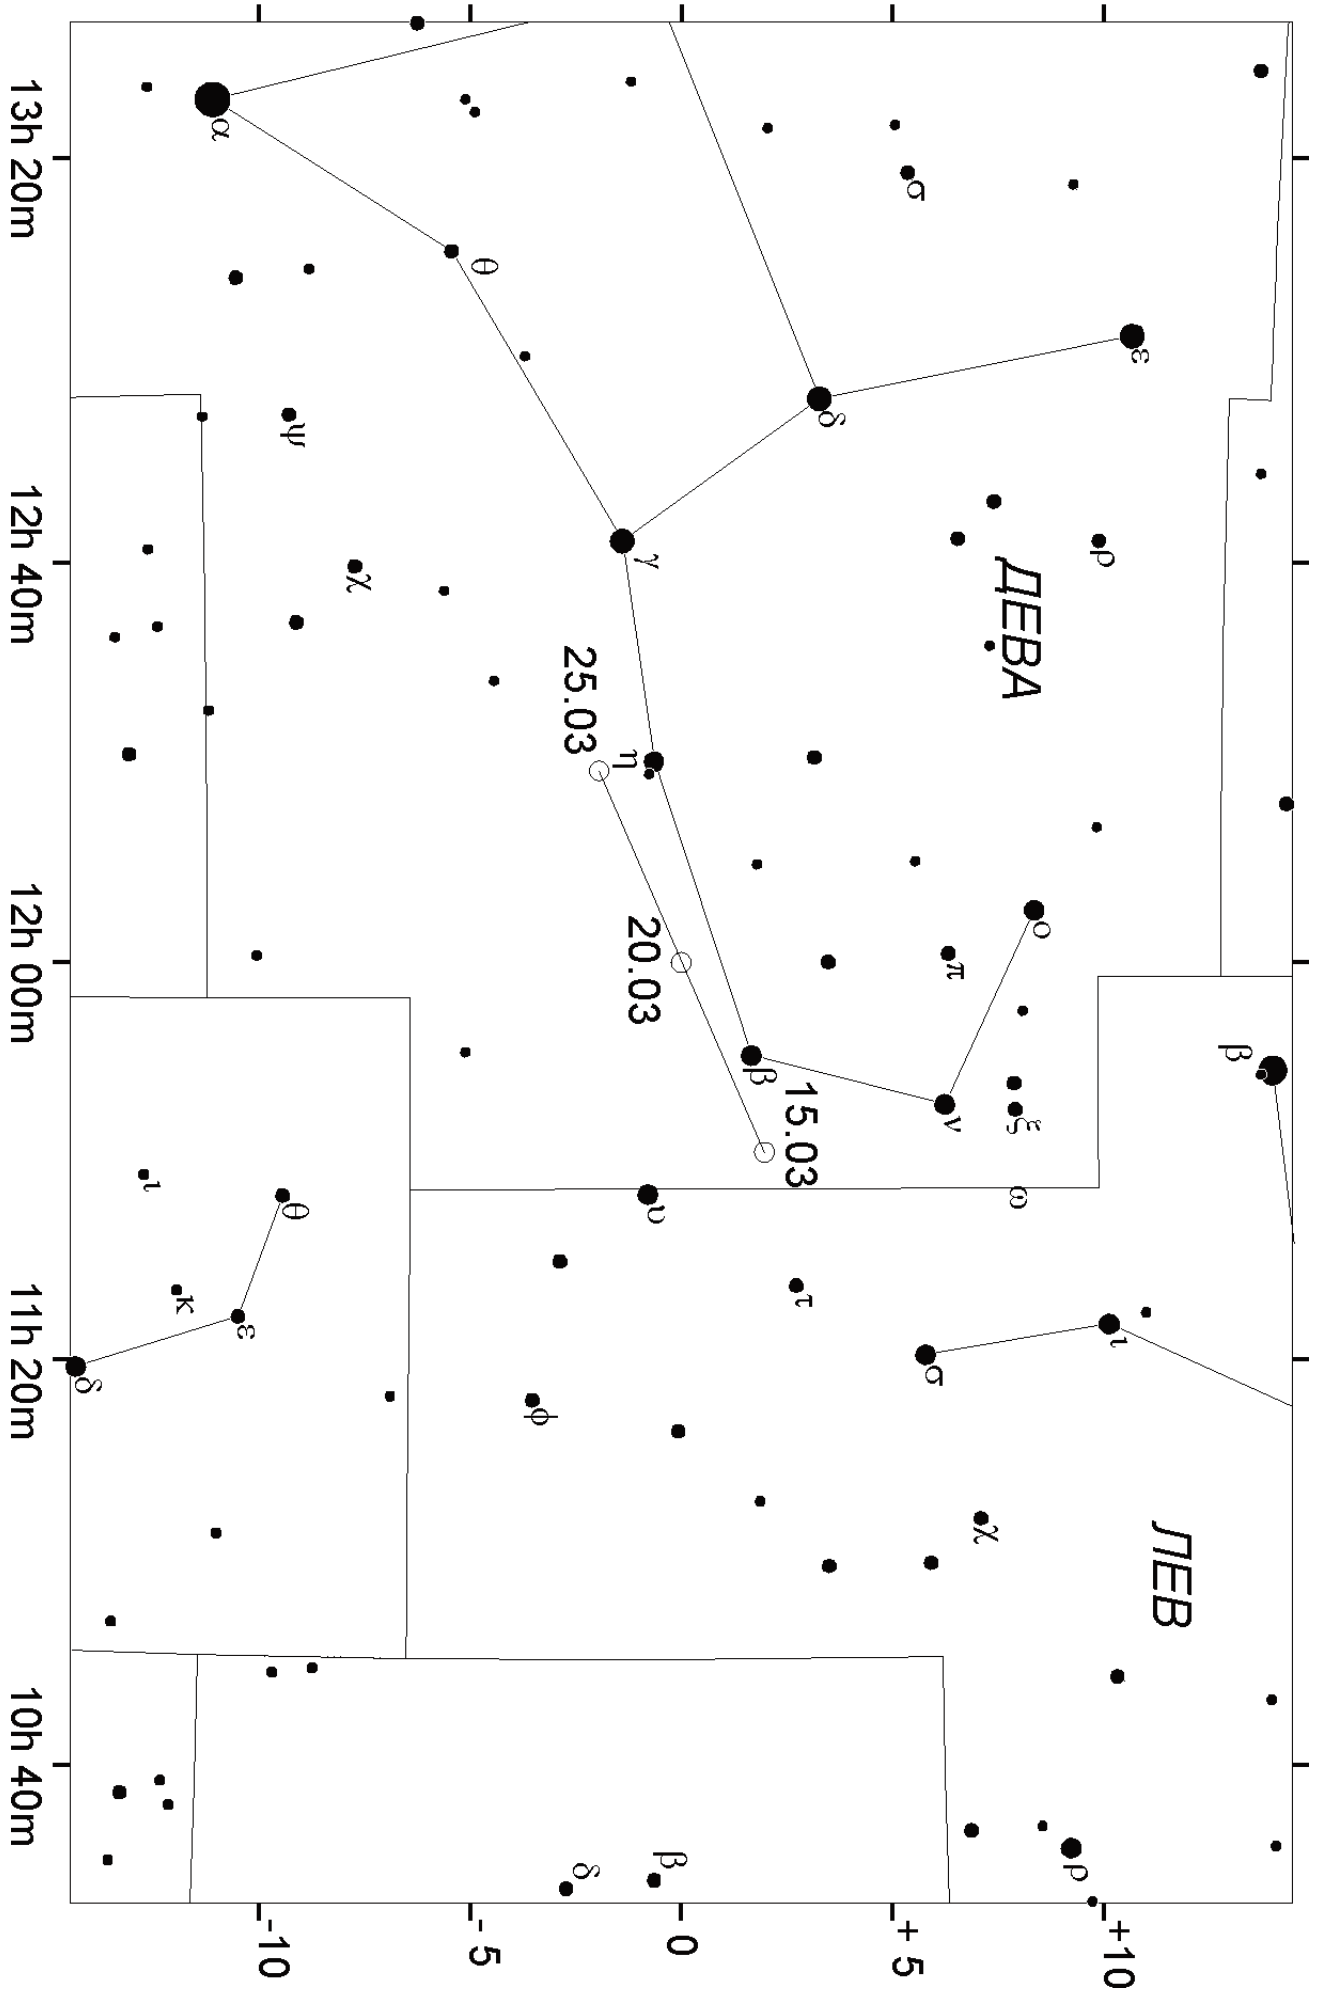 13h 20m
12h 40m
12h 00m
11h 20m
10h 40m
+10
+5
0
-5
-10
ДЕВА
ЛЕВ
15.03
20.03
25.03
α
θ
σ
ε
δ
γ
ψ
χ
ρ
η
ο
π
β
ν
ξ
ω
β
υ
τ
ι
σ
φ
χ
ρ
β
δ
ι
θ
κ
ε
δ